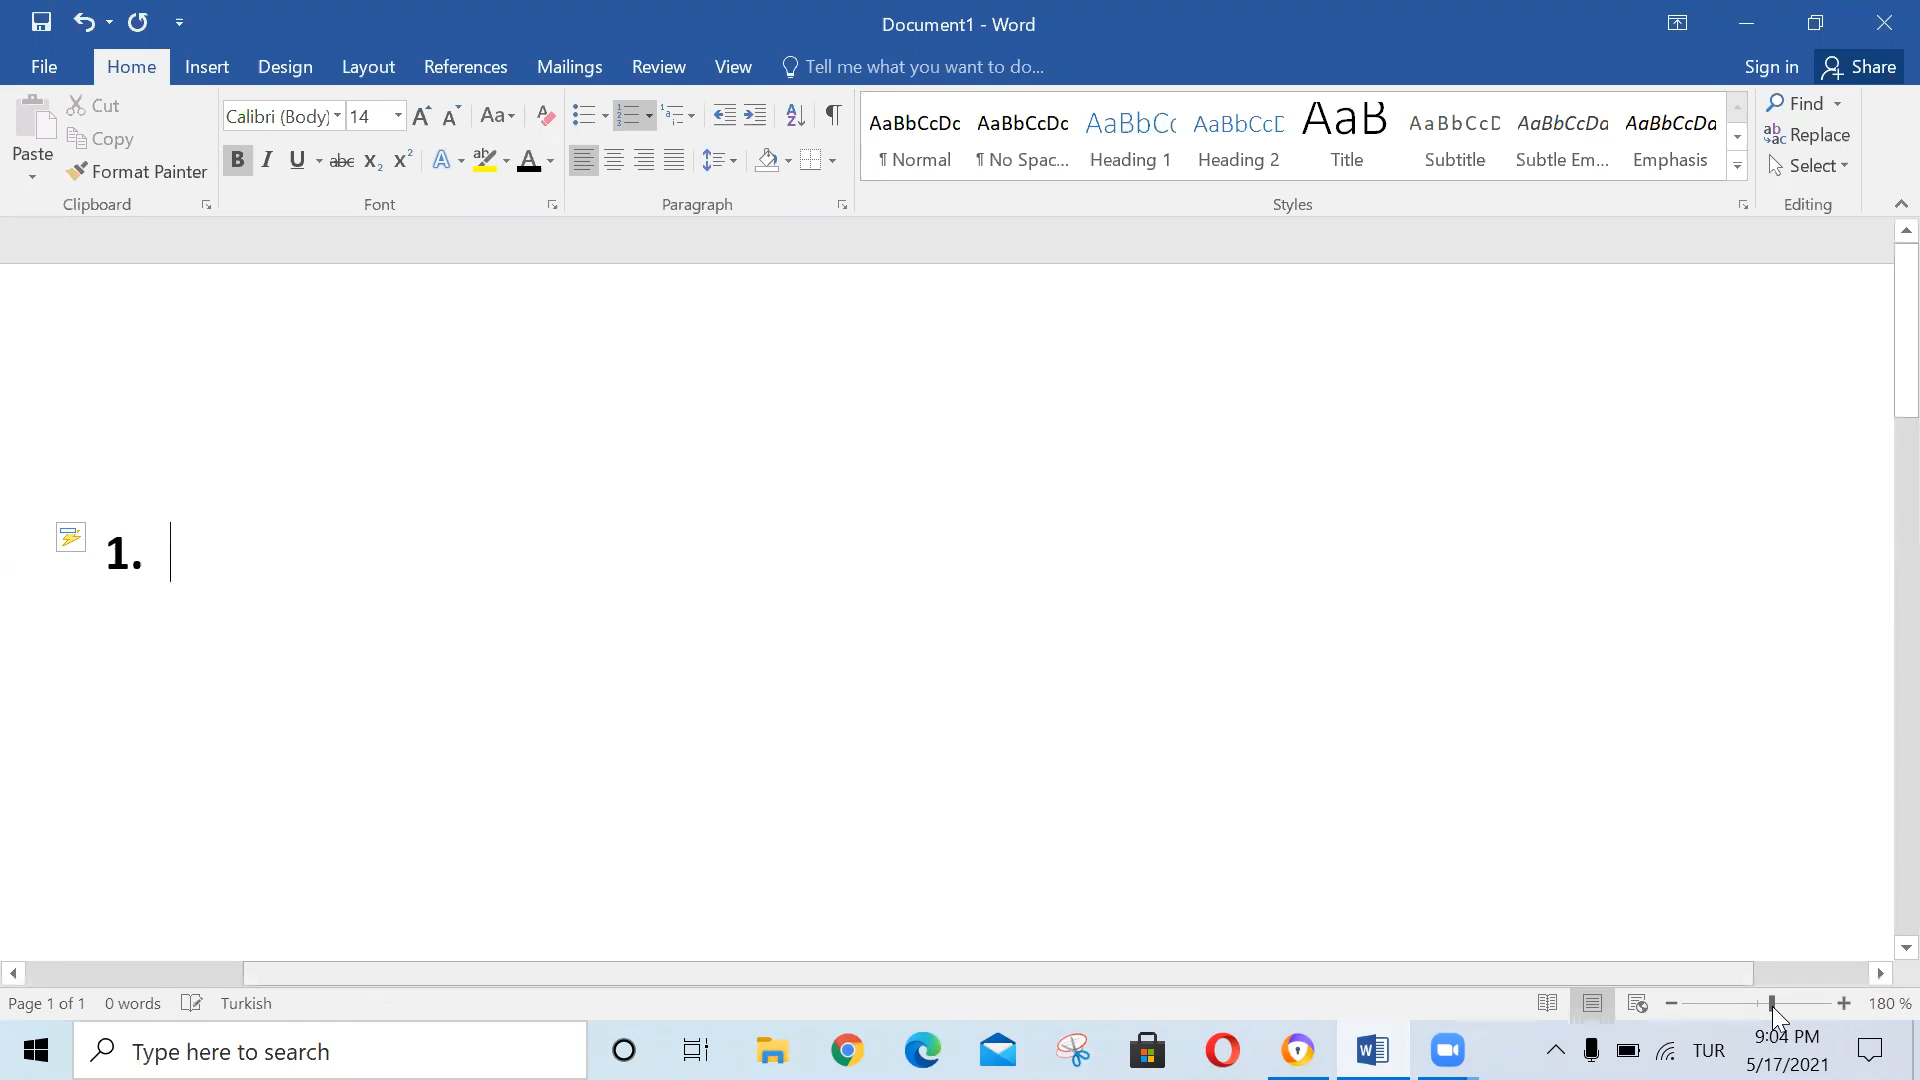 Document1 - Word
File Home Insert Design Layout References Mailings Review View Tell me what you want to do... Sign in Share
Paste Cut Copy Format Painter
Calibri (Body) 14
B I U abc X₂ X² A ab A
AaBbCcDc AaBbCcDc AaBbCc AaBbCcD AaB AaBbCcD AaBbCcDa AaBbCcDa
¶ Normal ¶ No Spac... Heading 1 Heading 2 Title Subtitle Subtle Em... Emphasis
Find Replace Select
Clipboard Font Paragraph Styles Editing
1.
Page 1 of 1 0 words Turkish 180 %
Type here to search TUR 9:04 PM
5/17/2021